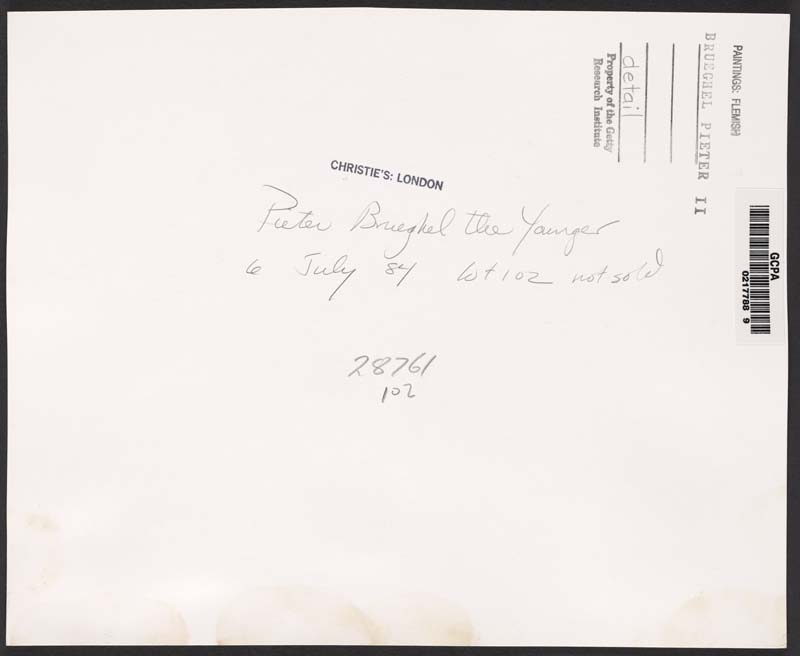 PAINTINGS: FLEMISH
BRUEGHEL PIETER II
detail
Property of the Getty
Research Institute
GCPA
0217788 9
CHRISTIE'S: LONDON
Pieter Brueghel the Younger
6 July 84 lot 102 not sold
28761
102